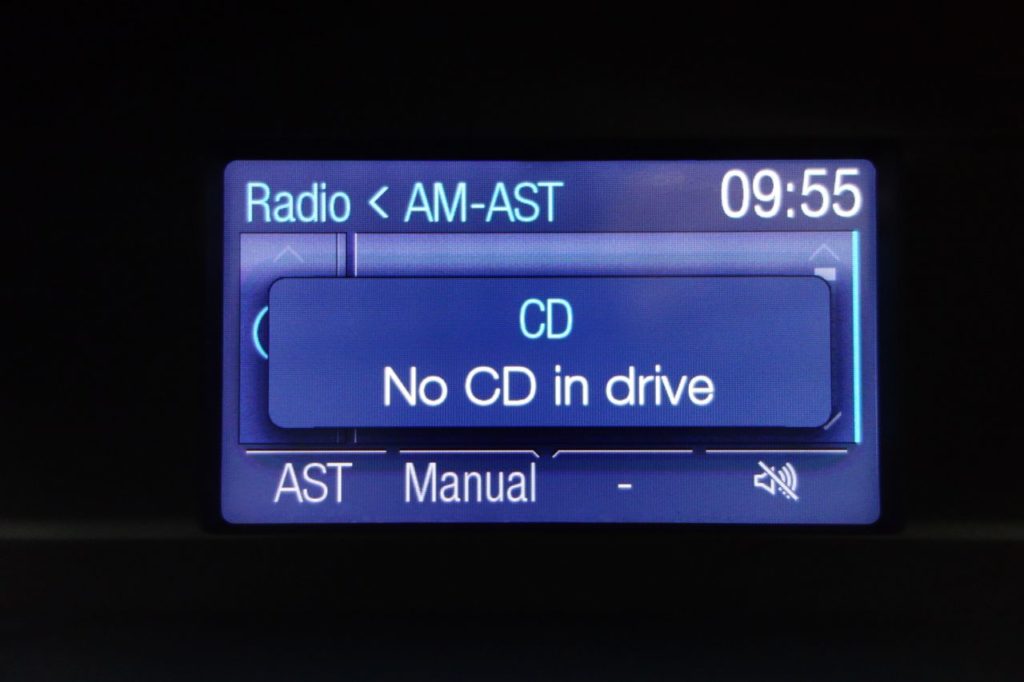 Radio < AM-AST 09:55
CD
No CD in drive
AST Manual -